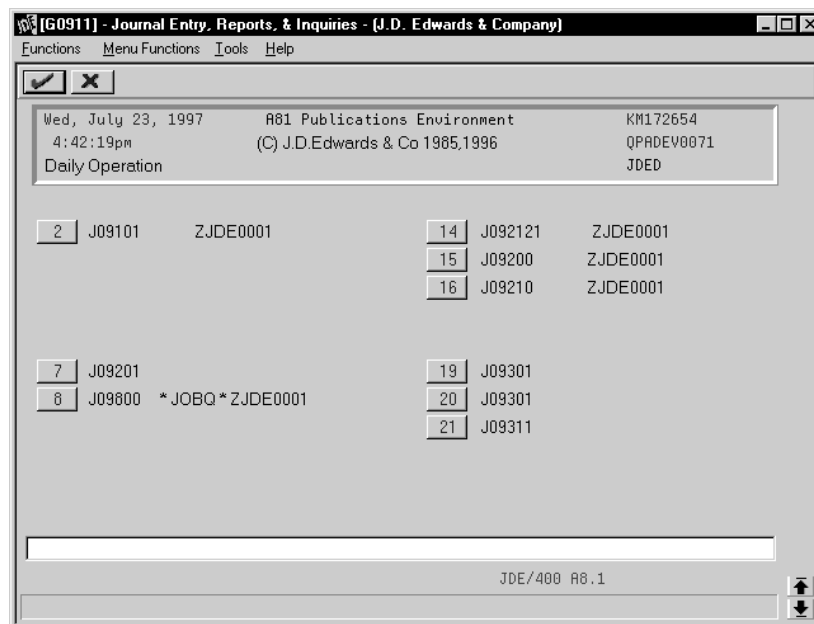 [G0911] - Journal Entry, Reports, & Inquiries - (J.D. Edwards & Company)
Functions Menu Functions Tools Help
Wed, July 23, 1997 A81 Publications Environment KM172654
4:42:19pm (C) J.D.Edwards & Co 1985,1996 QPADEV0071
Daily Operation JDED
2 J09101 ZJDE0001 14 J092121 ZJDE0001
15 J09200 ZJDE0001
16 J09210 ZJDE0001
7 J09201 19 J09301
8 J09800 *JOBQ*ZJDE0001 20 J09301
21 J09311
JDE/400 A8.1